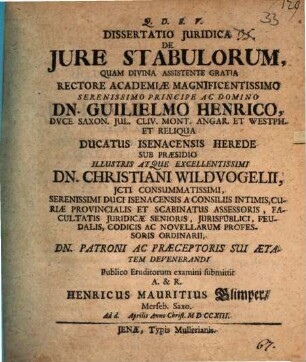 Q. D. E. V.
DISSERTATIO JURIDICA
DE
JURE STABULORUM,
QUAM DIVINA ASSISTENTE GRATIA
RECTORE ACADEMIÆ MAGNIFICENTISSIMO
SERENISSIMO PRINCIPE AC DOMINO
DN. GUILIELMO HENRICO,
DVCE SAXON. JUL. CLIV. MONT. ANGAR. ET WESTPH.
ET RELIQUA
DUCATUS ISENACENSIS HEREDE
SUB PRÆSIDIO
ILLUSTRIS ATQUE EXCELLENTISSIMI
DN. CHRISTIANI WILDVOGELII,
JCTI CONSUMMATISSIMI,
SERENISSIMI DUCI ISENACENSIS A CONSILIIS INTIMIS, CU-
RIÆ PROVINCIALIS ET SCABINATUS ASSESSORIS, FA-
CULTATIS JURIDICÆ SENIORIS, JURISPUBLICI, FEU-
DALIS, CODICIS AC NOVELLARUM PROFES-
SORIS ORDINARII,
DN. PATRONI AC PRÆCEPTORIS SUI ÆTA-
TEM DEVENERANDI
Publico Eruditorum examini submittit
A. & R.
HENRICUS MAURITIUS Blimper
Merseb. Saxo.
Ad d. Aprilis Anno Christ. M DCCXIII.
JENÆ, Typis Mullerianis.
33
67.